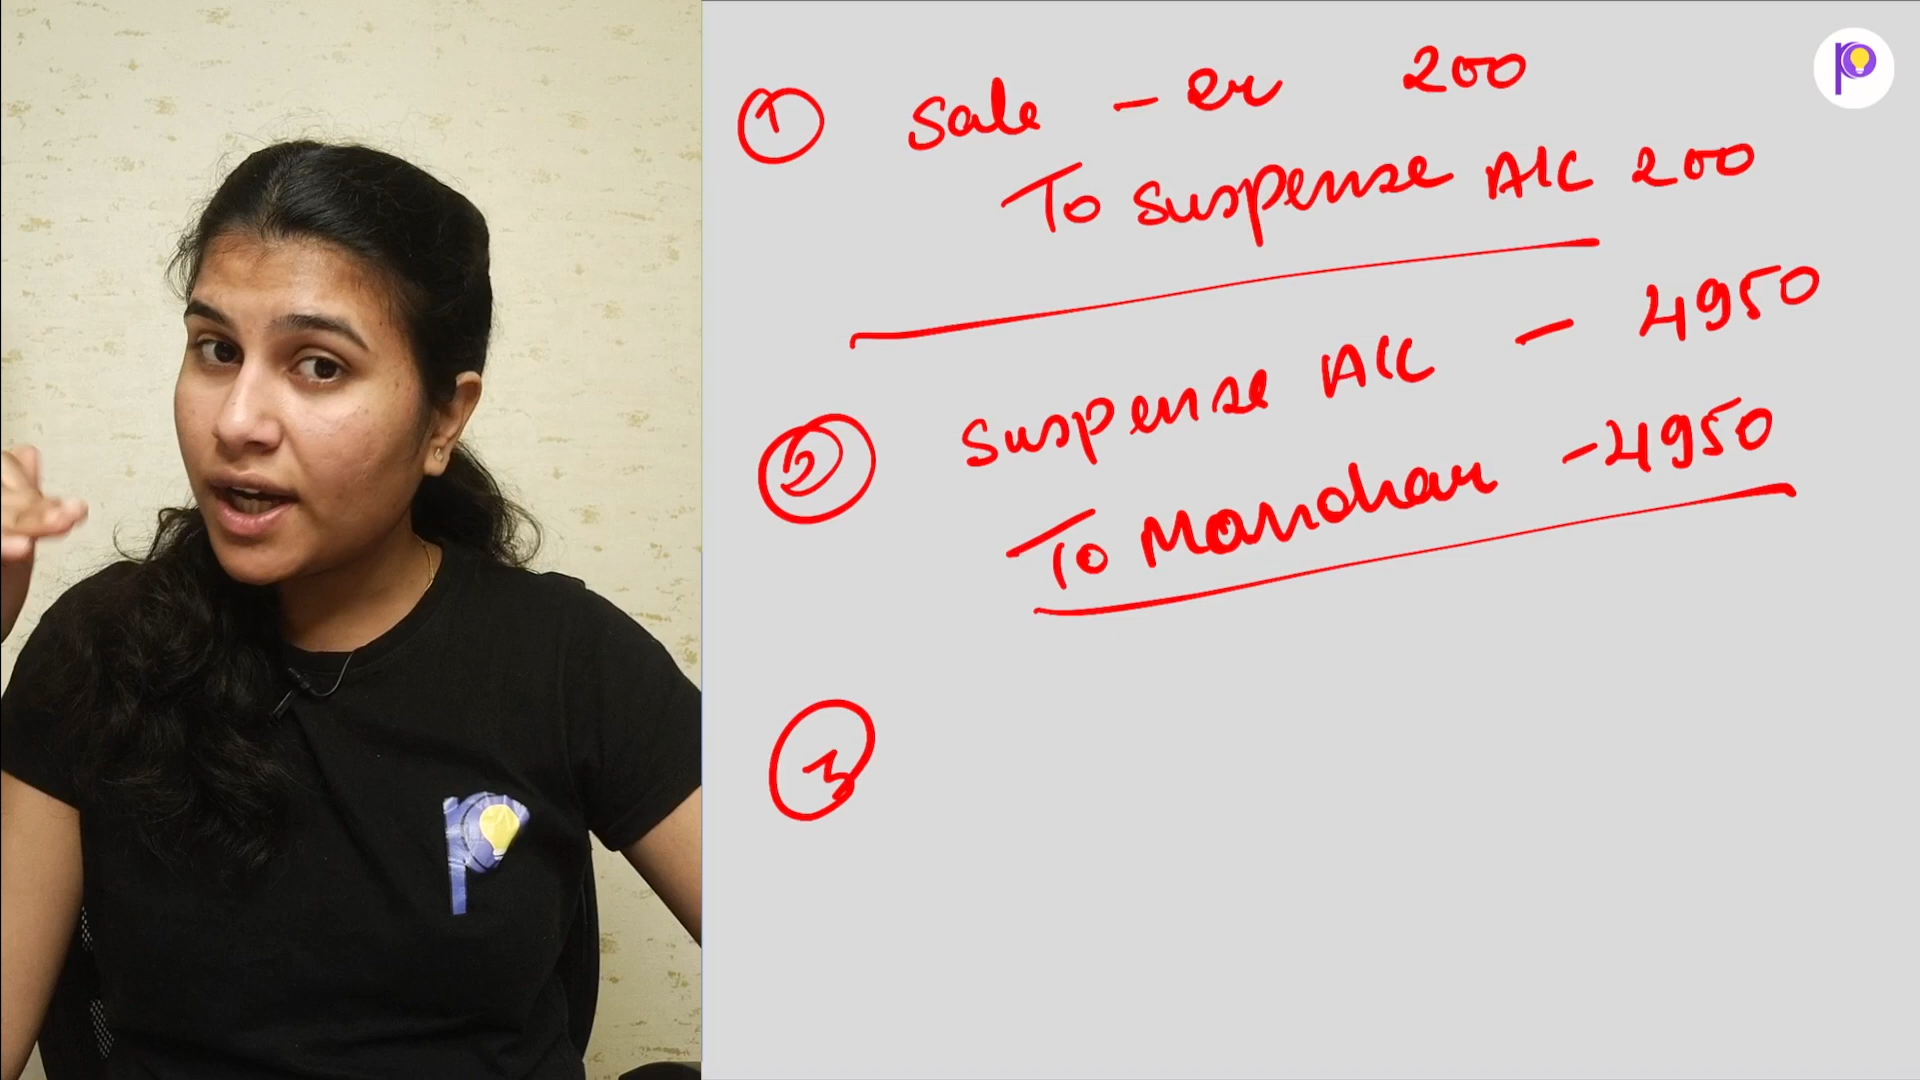 ① Sale - Dr 200
To Suspense A/C 200
② Suspense A/C - 4950
To Manohar - 4950
③